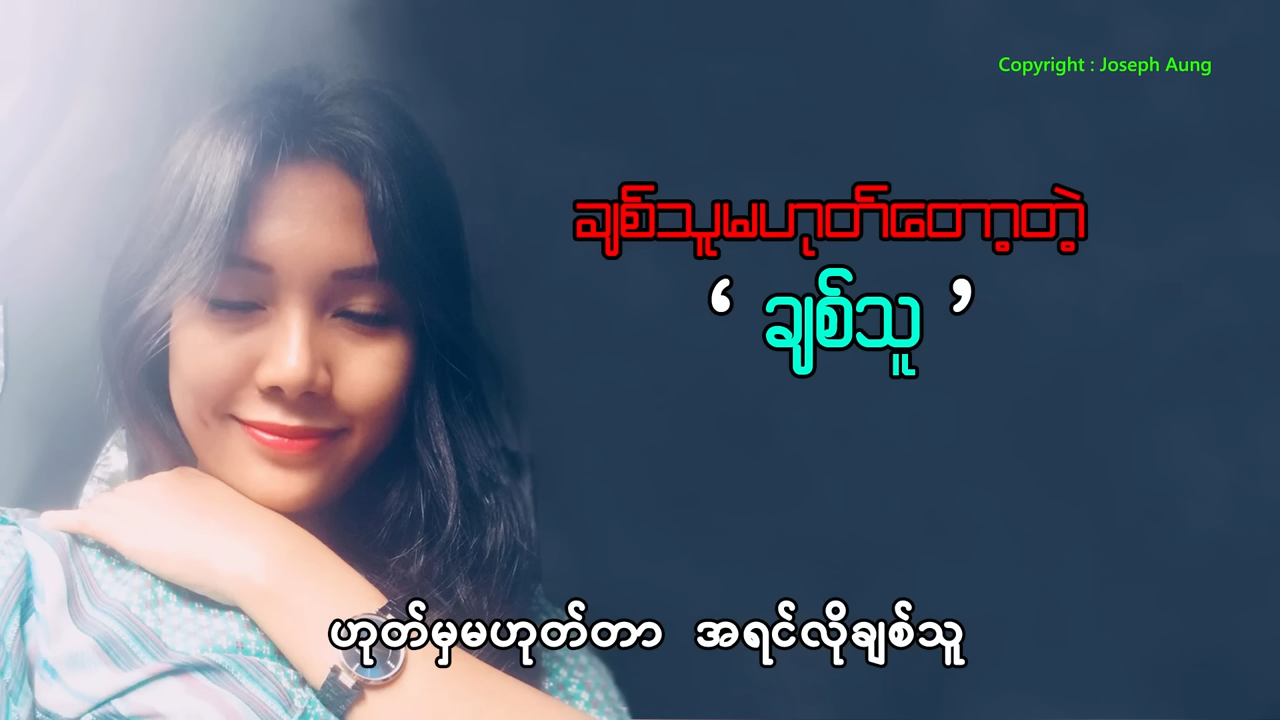 Copyright : Joseph Aung
ချစ်သူမဟုတ်တော့တဲ့
‘ ချစ်သူ ’
ဟုတ်မှမဟုတ်တာ အရင်လိုချစ်သူ